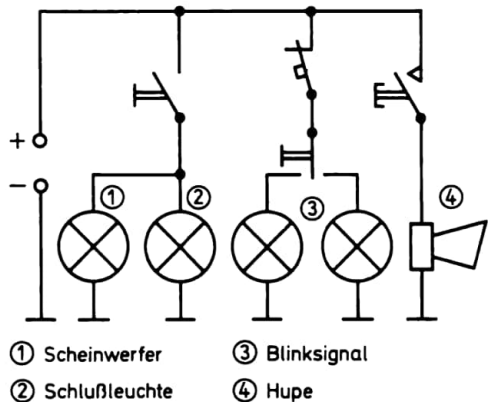 +
−
① ② ③ ④
① Scheinwerfer ③ Blinksignal
② Schlußleuchte ④ Hupe